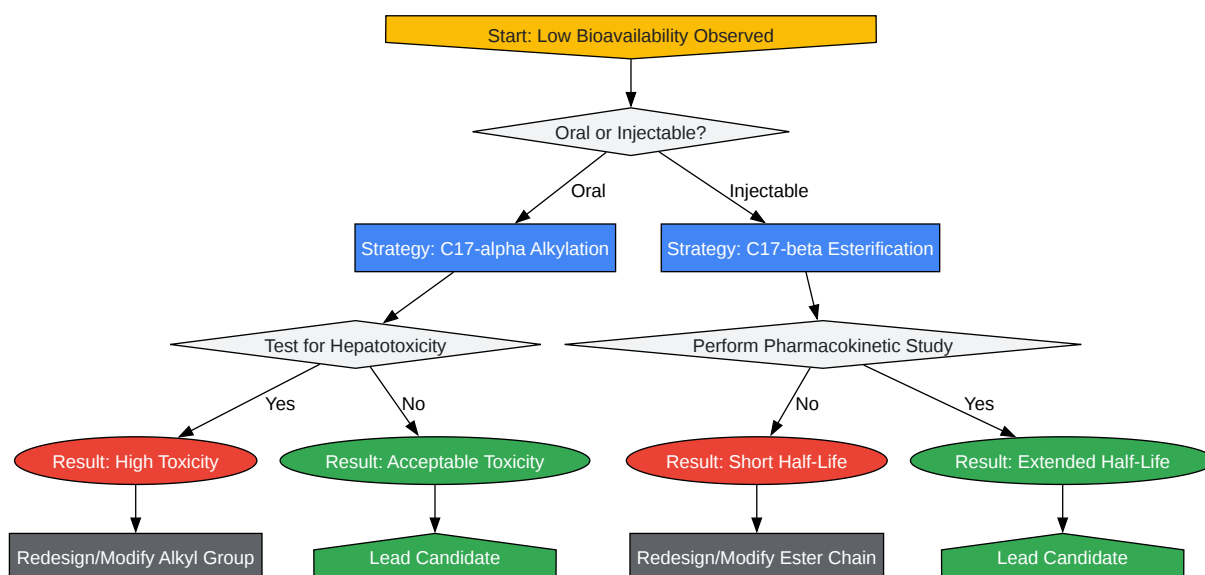 Start: Low Bioavailability Observed
Oral or Injectable?
Oral
Injectable
Strategy: C17-alpha Alkylation
Strategy: C17-beta Esterification
Test for Hepatotoxicity
Perform Pharmacokinetic Study
Yes
No
No
Yes
Result: High Toxicity
Result: Acceptable Toxicity
Result: Short Half-Life
Result: Extended Half-Life
Redesign/Modify Alkyl Group
Lead Candidate
Redesign/Modify Ester Chain
Lead Candidate